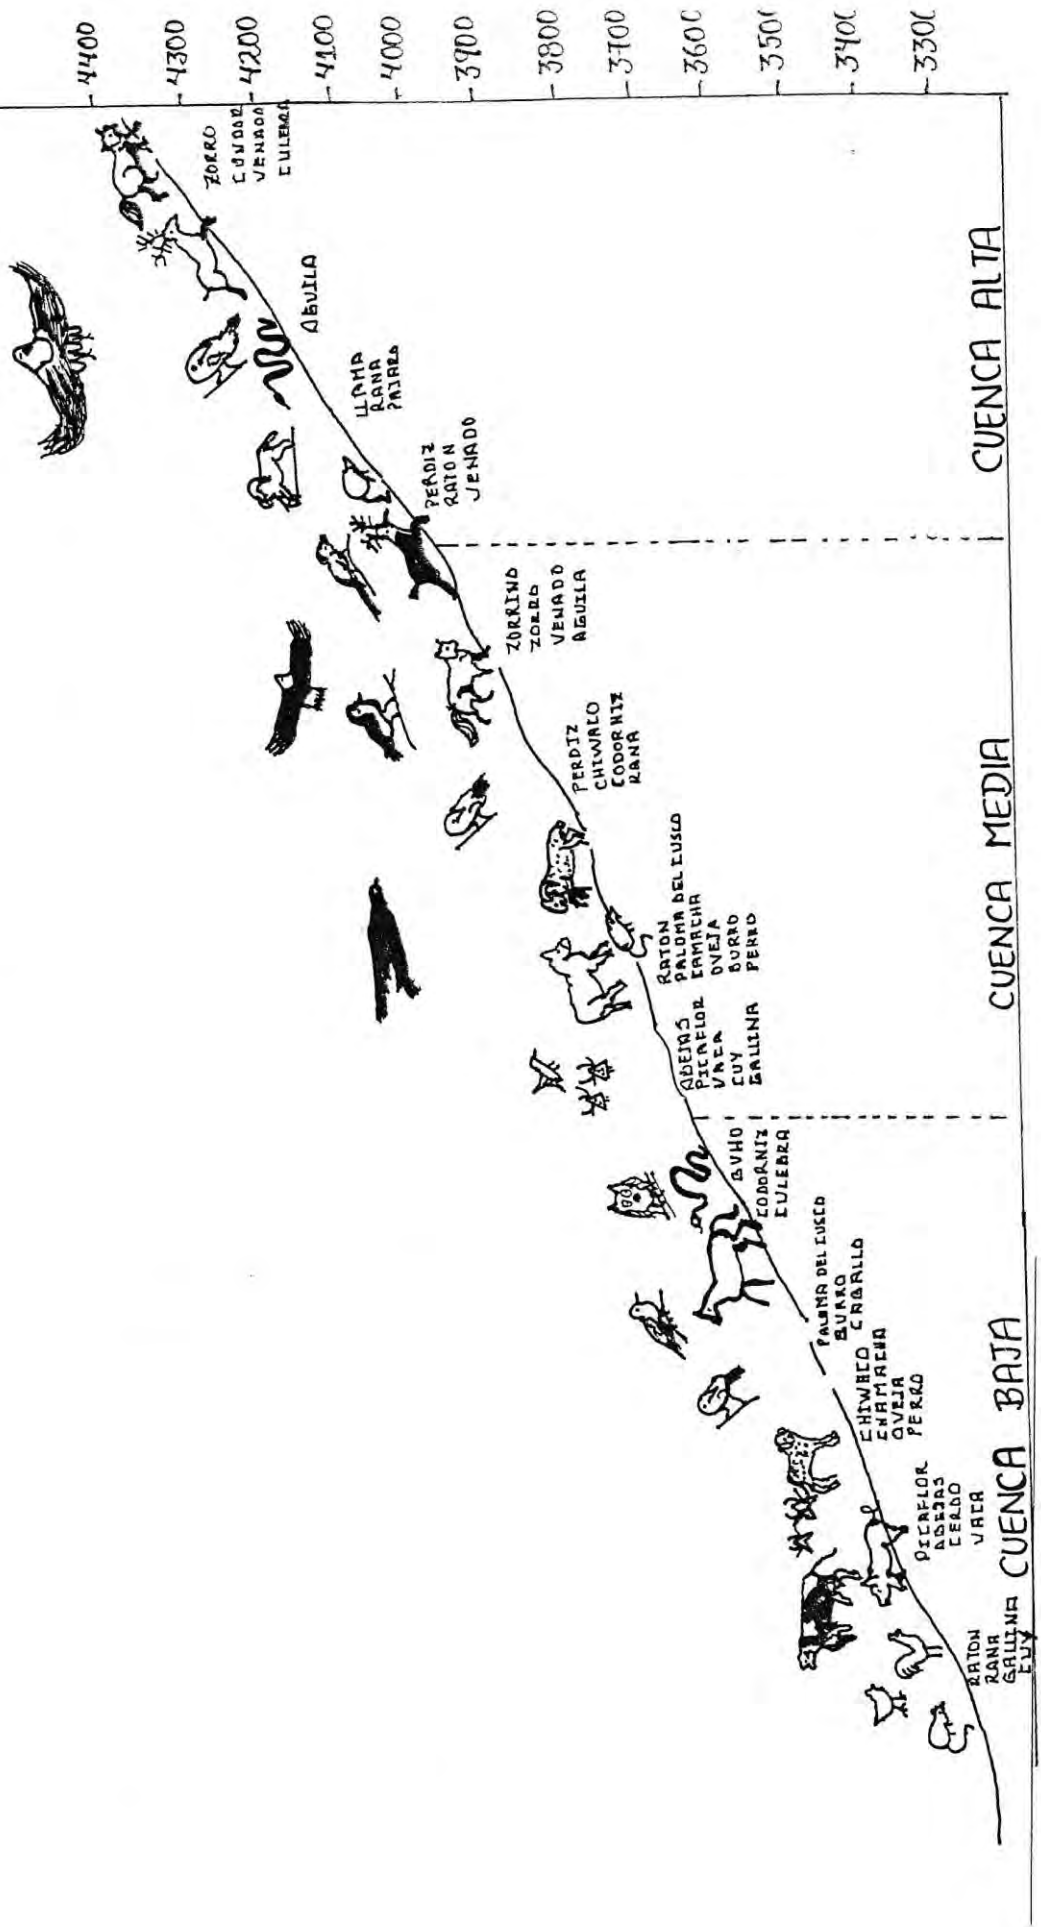 4400
4300
4200
4100
4000
3900
3800
3700
3600
3500
3400
3300
ZORRO
CONDOR
VENADO
CULEBRA
AGUILA
LLAMA
RANA
PAJARO
PERDIZ
RATON
VENADO
ZORRINO
ZORRO
VENADO
AGUILA
PERDIZ
CHIWACO
CODORNIZ
RANA
RATON
PALOMA DEL CUSCO
CAMACHA
OVEJA
BURRO
PERRO
ABEJAS
PICAFLOR
VACA
CUY
GALLINA
BUHO
CODORNIZ
CULEBRA
PALOMA DEL CUSCO
BURRO
CABALLO
CHIWACO
OVEJA
PERRO
PICAFLOR
ABEJAS
CERDO
VACA
RATON
RANA
GALLINA
CUY
CUENCA BAJA
CUENCA MEDIA
CUENCA ALTA